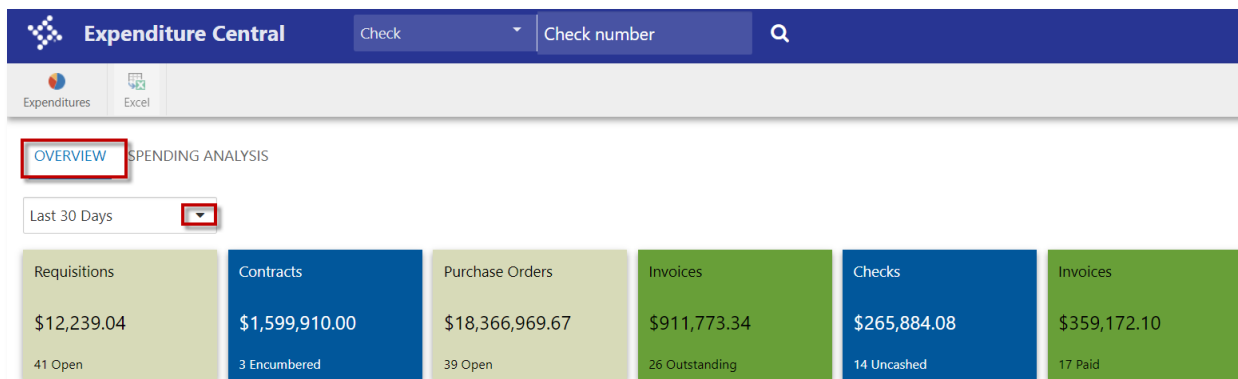 Expenditure Central Check Check number
Expenditures Excel
OVERVIEW SPENDING ANALYSIS
Last 30 Days
Requisitions
$12,239.04
41 Open
Contracts
$1,599,910.00
3 Encumbered
Purchase Orders
$18,366,969.67
39 Open
Invoices
$911,773.34
26 Outstanding
Checks
$265,884.08
14 Uncashed
Invoices
$359,172.10
17 Paid